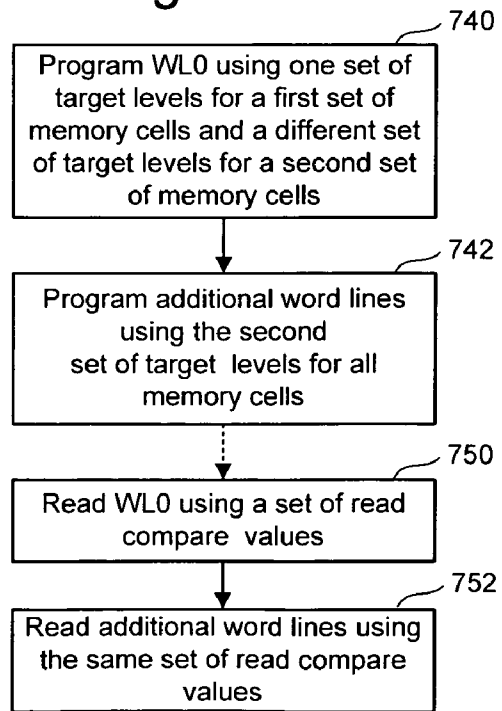 740
Program WL0 using one set of
target levels for a first set of
memory cells and a different set
of target levels for a second set
of memory cells
742
Program additional word lines
using the second
set of target levels for all
memory cells
750
Read WL0 using a set of read
compare values
752
Read additional word lines using
the same set of read compare
values